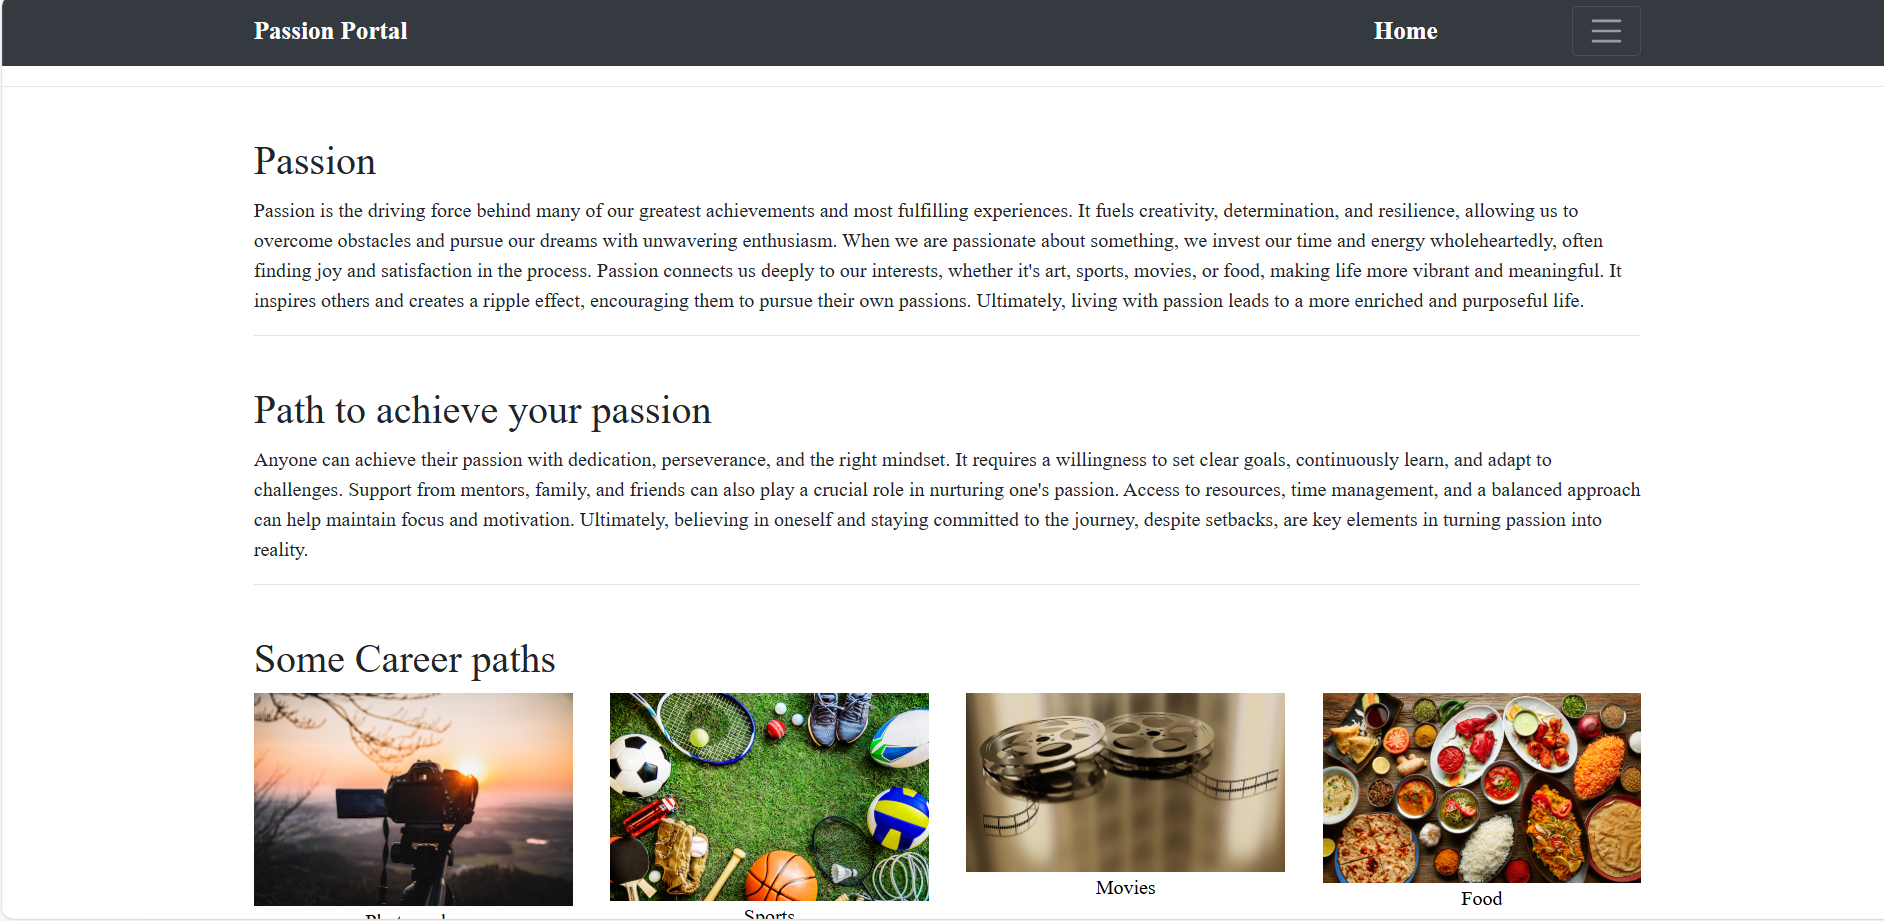 Passion Portal
Home
Passion
Passion is the driving force behind many of our greatest achievements and most fulfilling experiences. It fuels creativity, determination, and resilience, allowing us to
overcome obstacles and pursue our dreams with unwavering enthusiasm. When we are passionate about something, we invest our time and energy wholeheartedly, often
finding joy and satisfaction in the process. Passion connects us deeply to our interests, whether it's art, sports, movies, or food, making life more vibrant and meaningful. It
inspires others and creates a ripple effect, encouraging them to pursue their own passions. Ultimately, living with passion leads to a more enriched and purposeful life.
Path to achieve your passion
Anyone can achieve their passion with dedication, perseverance, and the right mindset. It requires a willingness to set clear goals, continuously learn, and adapt to
challenges. Support from mentors, family, and friends can also play a crucial role in nurturing one's passion. Access to resources, time management, and a balanced approach
can help maintain focus and motivation. Ultimately, believing in oneself and staying committed to the journey, despite setbacks, are key elements in turning passion into
reality.
Some Career paths
Movies
Food
Sports